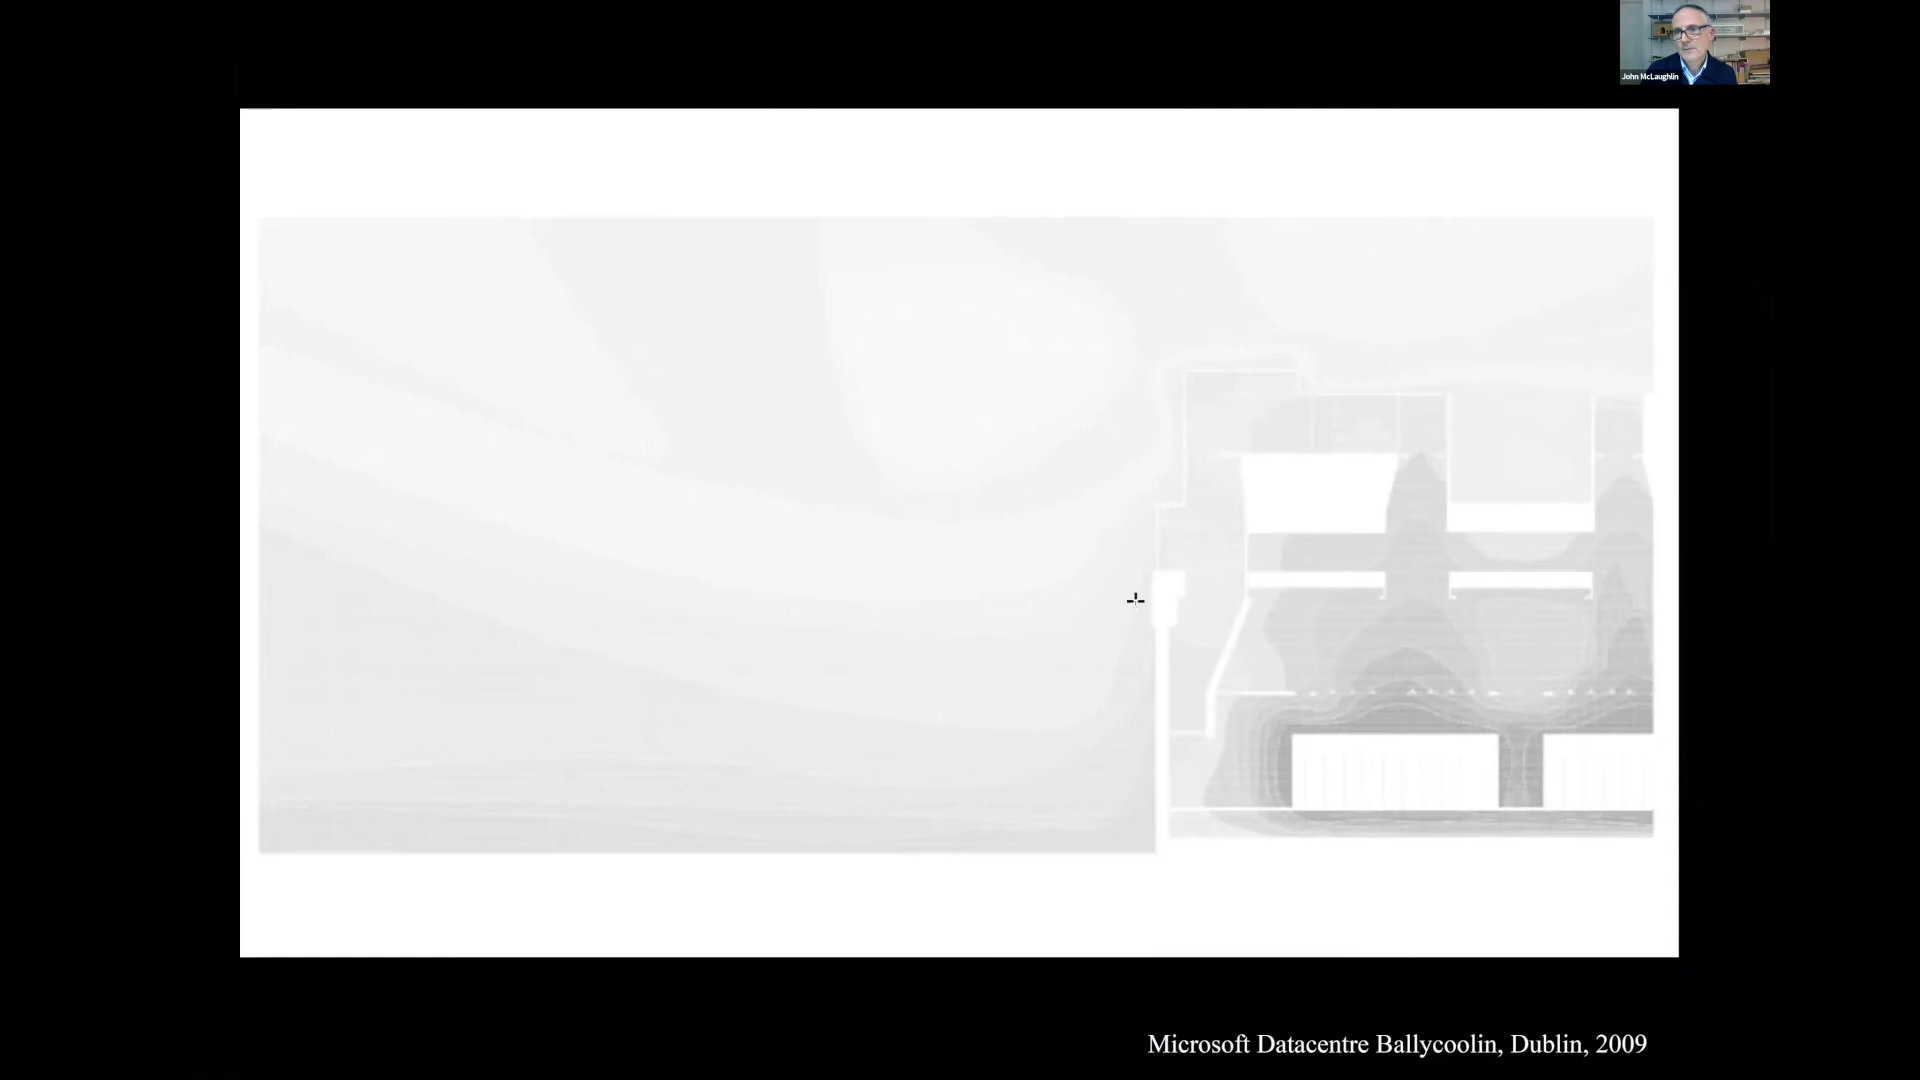 John McLaughlin
Microsoft Datacentre Ballycoolin, Dublin, 2009